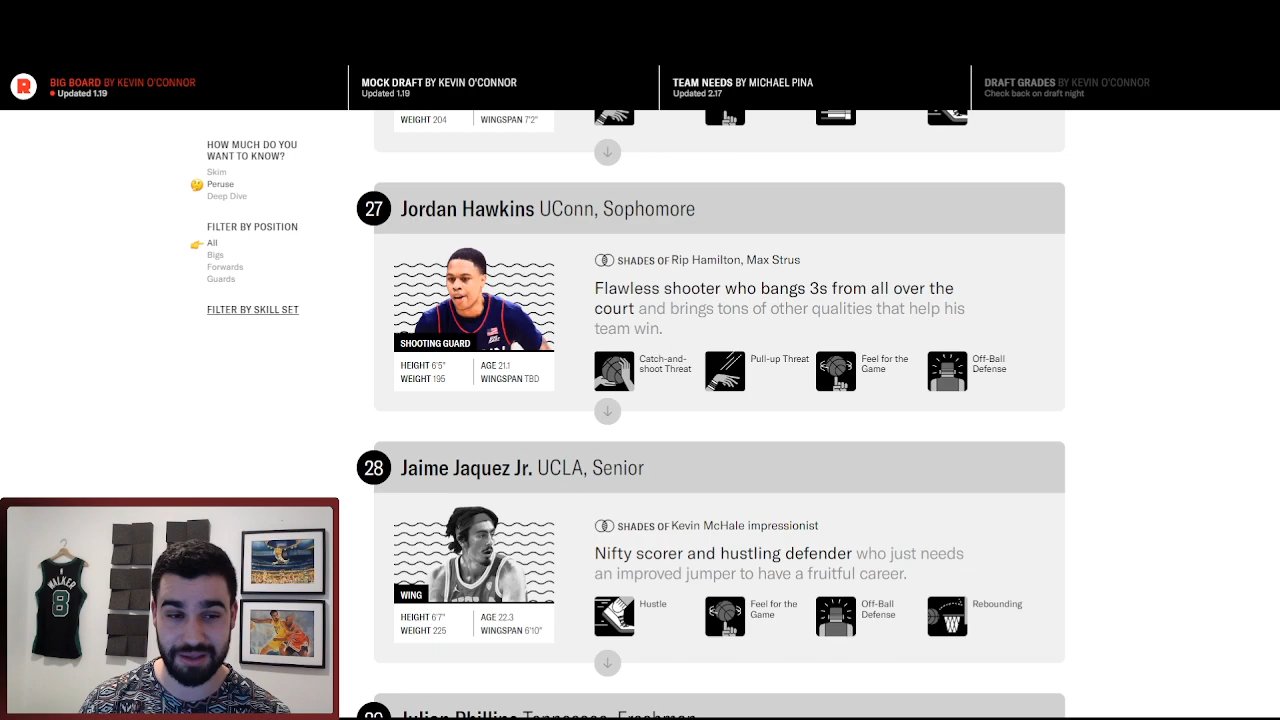 R
BIG BOARD BY KEVIN O'CONNOR
Updated 1.19
MOCK DRAFT BY KEVIN O'CONNOR
Updated 1.19
TEAM NEEDS BY MICHAEL PINA
Updated 2.17
DRAFT GRADES BY KEVIN O'CONNOR
Check back on draft night
HOW MUCH DO YOU
WANT TO KNOW?
Skim
Peruse
Deep Dive
FILTER BY POSITION
All
Bigs
Forwards
Guards
FILTER BY SKILL SET
WEIGHT 204
WINGSPAN 7'2"
27 Jordan Hawkins UConn, Sophomore
SHOOTING GUARD
HEIGHT 6'5" AGE 21.1
WEIGHT 195 WINGSPAN TBD
SHADES OF Rip Hamilton, Max Strus
Flawless shooter who bangs 3s from all over the
court and brings tons of other qualities that help his
team win.
Catch-and-
shoot Threat
Pull-up Threat
Feel for the
Game
Off-Ball
Defense
28 Jaime Jaquez Jr. UCLA, Senior
WING
HEIGHT 6'7" AGE 22.3
WEIGHT 225 WINGSPAN 6'10"
SHADES OF Kevin McHale impressionist
Nifty scorer and hustling defender who just needs
an improved jumper to have a fruitful career.
Hustle
Feel for the
Game
Off-Ball
Defense
Rebounding
Julian Phillips Tennessee, Freshman
WALKER
8